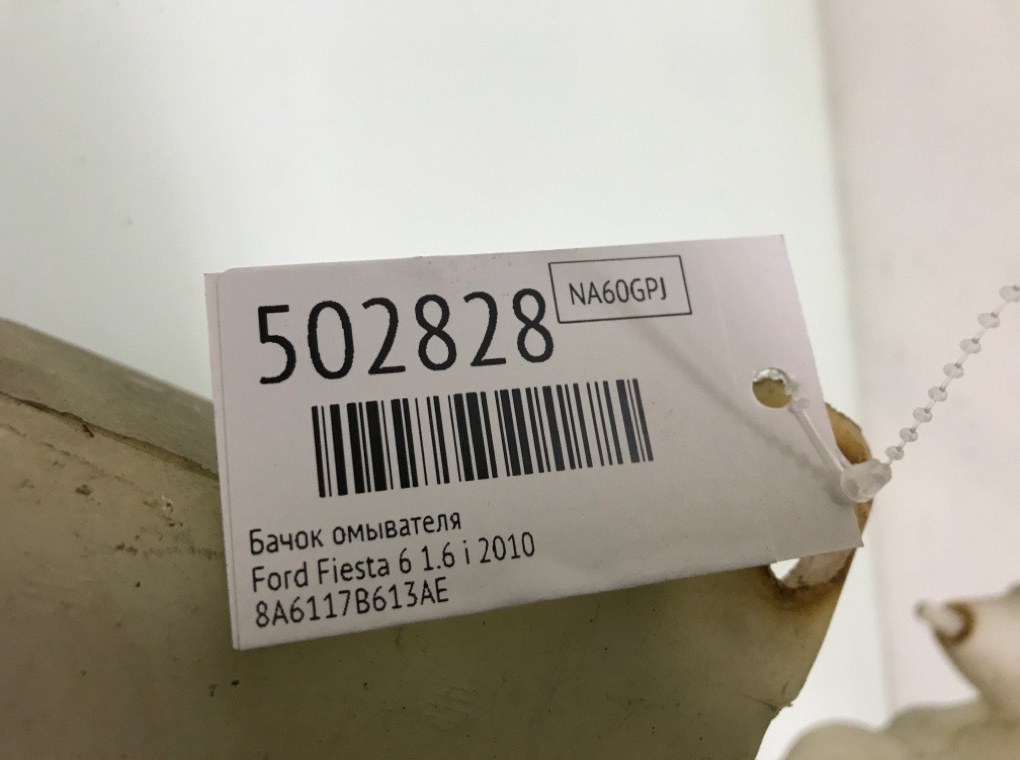 502828
NA60GPJ
Бачок омывателя
Ford Fiesta 6 1.6 i 2010
8A6117B613AE